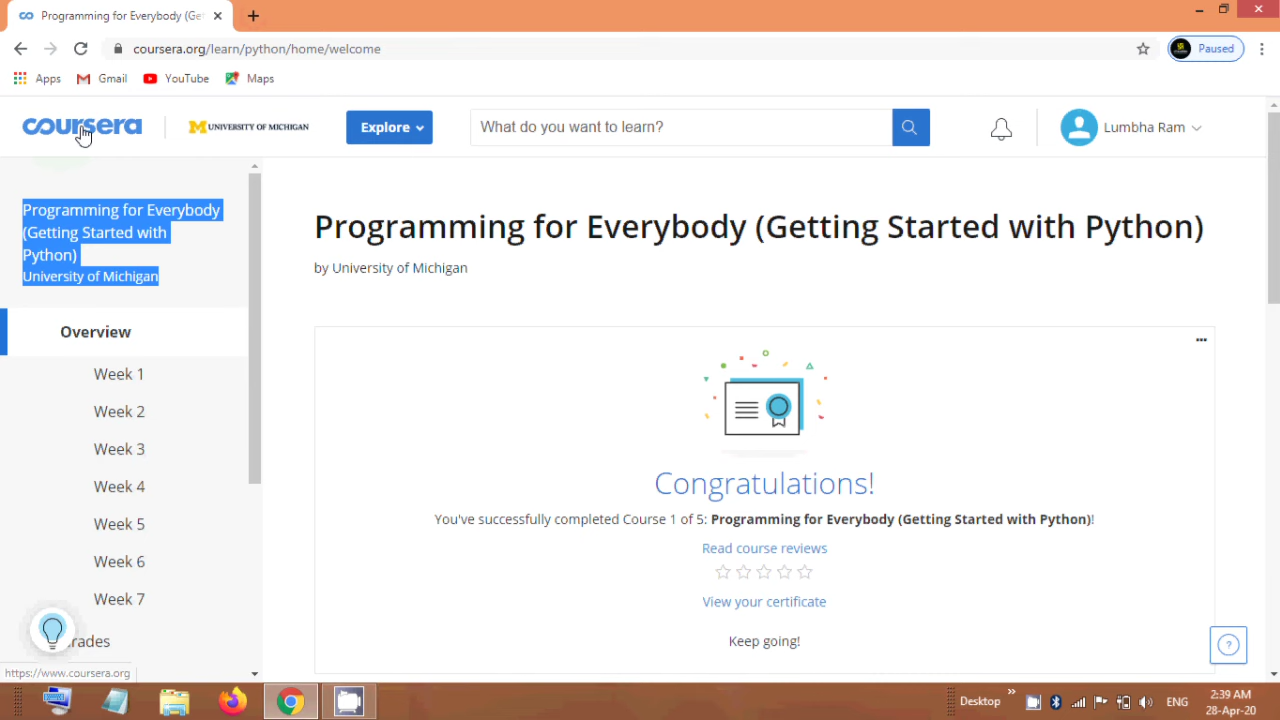 Programming for Everybody (Get
coursera.org/learn/python/home/welcome
Paused
Apps
Gmail
YouTube
Maps
coursera
M UNIVERSITY OF MICHIGAN
Explore
What do you want to learn?
Lumbha Ram
Programming for Everybody
(Getting Started with
Python)
University of Michigan
Overview
Week 1
Week 2
Week 3
Week 4
Week 5
Week 6
Week 7
rades
https://www.coursera.org
Programming for Everybody (Getting Started with Python)
by University of Michigan
Congratulations!
You've successfully completed Course 1 of 5: Programming for Everybody (Getting Started with Python)!
Read course reviews
View your certificate
Keep going!
?
Desktop
ENG
2:39 AM
28-Apr-20